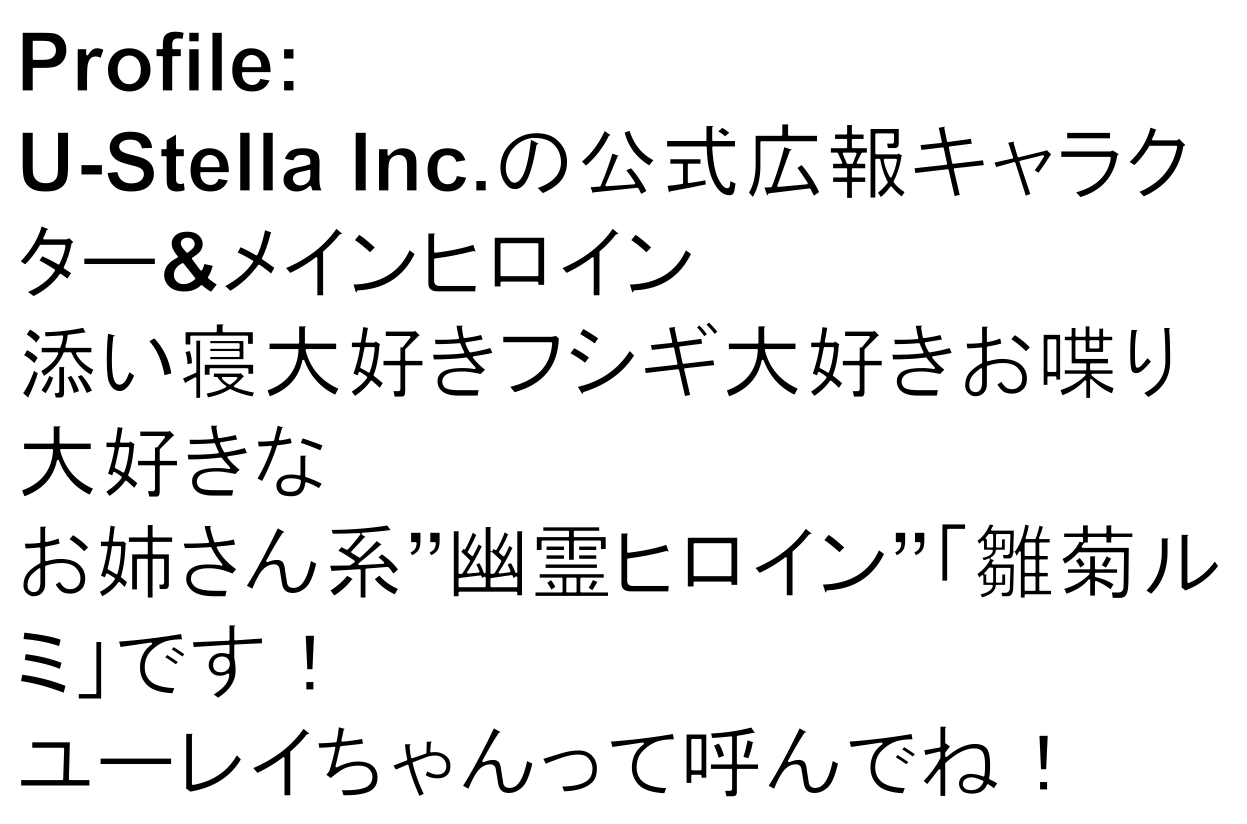 Profile:
U-Stella Inc.の公式広報キャラク
ター&メインヒロイン
添い寝大好きフシギ大好きお喋り
大好きな
お姉さん系”幽霊ヒロイン”「雛菊ル
ミ」です！
ユーレイちゃんって呼んでね！